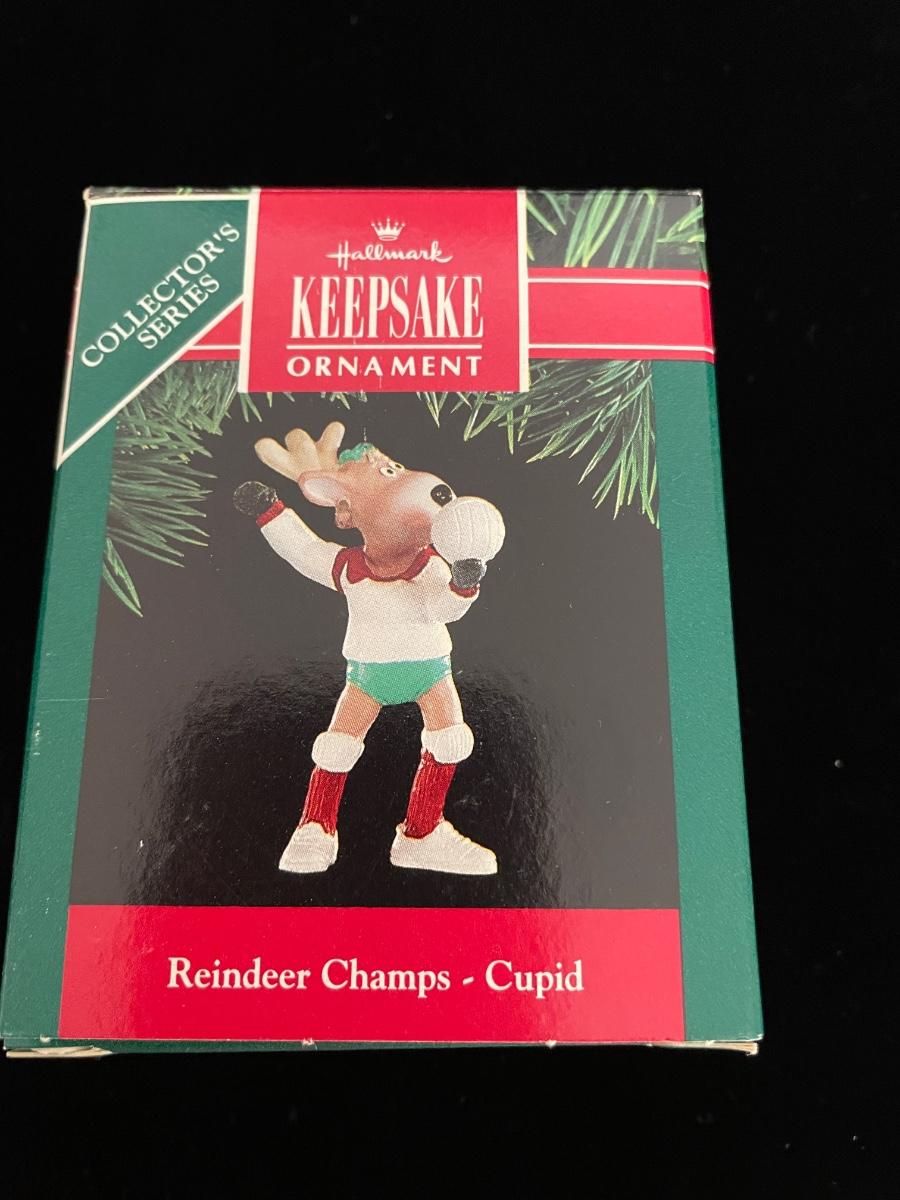 COLLECTOR'S
SERIES
Hallmark
KEEPSAKE
ORNAMENT
Reindeer Champs - Cupid